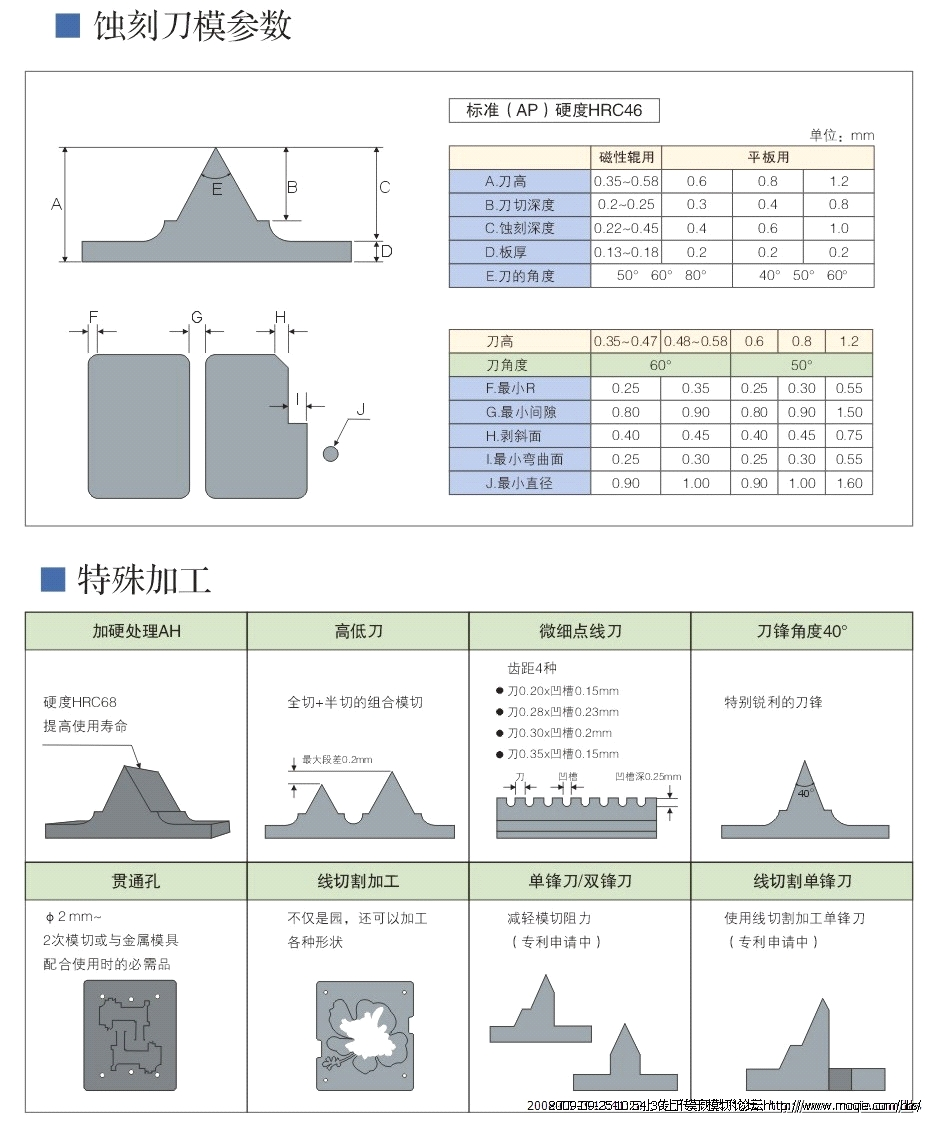 蚀刻刀模参数
标准（AP）硬度HRC46
单位：mm
磁性辊用 平板用
A.刀高 0.35~0.58 0.6 0.8 1.2
B.刀切深度 0.2~0.25 0.3 0.4 0.8
C.蚀刻深度 0.22~0.45 0.4 0.6 1.0
D.板厚 0.13~0.18 0.2 0.2 0.2
E.刀的角度 50° 60° 80° 40° 50° 60°
A
E
B
C
D
F
G
H
I
J
刀高 0.35~0.47 0.48~0.58 0.6 0.8 1.2
刀角度 60° 50°
F.最小R 0.25 0.35 0.25 0.30 0.55
G.最小间隙 0.80 0.90 0.80 0.90 1.50
H.剥斜面 0.40 0.45 0.40 0.45 0.75
I.最小弯曲面 0.25 0.30 0.25 0.30 0.55
J.最小直径 0.90 1.00 0.90 1.00 1.60
特殊加工
加硬处理AH
硬度HRC68
提高使用寿命
高低刀
全切+半切的组合模切
最大段差0.2mm
微细点线刀
齿距4种
● 刀0.20x凹槽0.15mm
● 刀0.28x凹槽0.23mm
● 刀0.30x凹槽0.2mm
● 刀0.35x凹槽0.15mm
刀 凹槽 凹槽深0.25mm
刀锋角度40°
特别锐利的刀锋
40°
贯通孔
ϕ2mm~
2次模切或与金属模具
配合使用时的必需品
线切割加工
不仅是园，还可以加工
各种形状
单锋刀/双锋刀
减轻模切阻力
（专利申请中）
线切割单锋刀
使用线切割加工单锋刀
（专利申请中）
http://www.moqie.com/bbs/